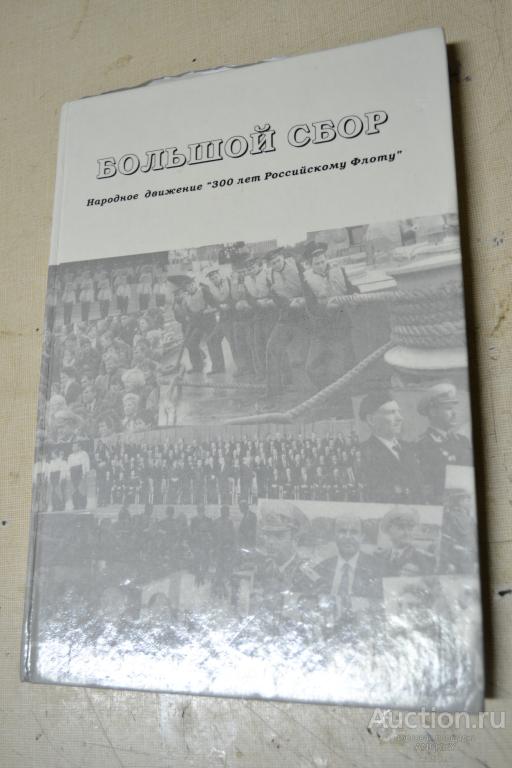 БОЛЬШОЙ СБОР
Народное движение "300 лет Российскому Флоту"
Auction.ru